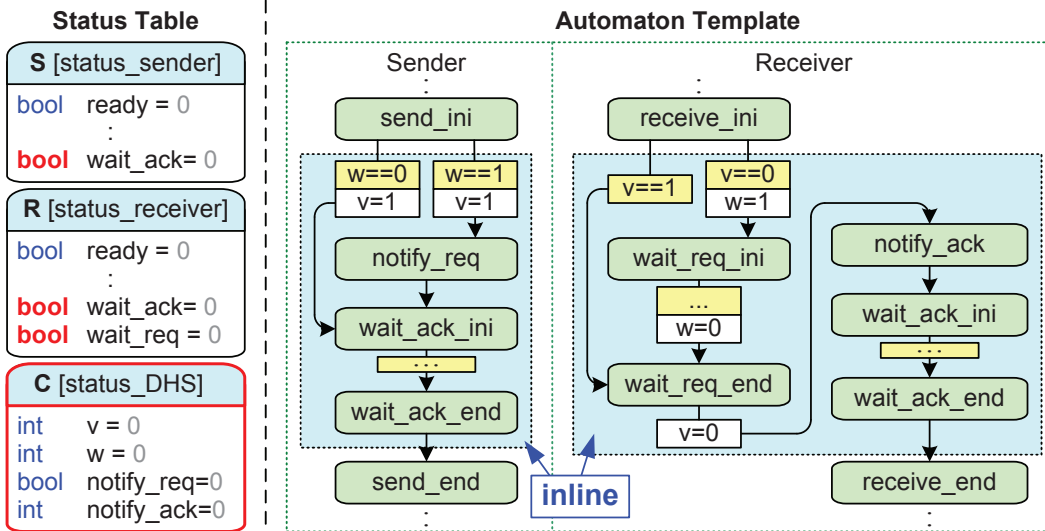 Status Table
S [status_sender]
bool ready = 0
:
bool wait_ack= 0
R [status_receiver]
bool ready = 0
:
bool wait_ack= 0
bool wait_req = 0
C [status_DHS]
int v = 0
int w = 0
bool notify_req=0
int notify_ack=0
Automaton Template
Sender
:
send_ini
w==0
v=1
w==1
v=1
notify_req
wait_ack_ini
...
wait_ack_end
send_end
:
Receiver
:
receive_ini
v==1
v==0
w=1
wait_req_ini
...
w=0
wait_req_end
v=0
notify_ack
wait_ack_ini
...
wait_ack_end
receive_end
:
inline